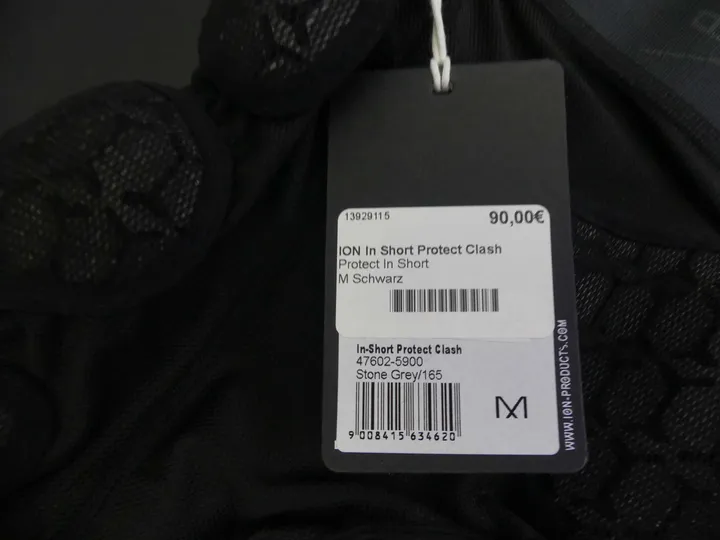 13929115 90,00€
ION In Short Protect Clash
Protect In Short
M Schwarz
In-Short Protect Clash
47602-5900
Stone Grey/165
M
9 008415 634620
WWW.ION-PRODUCTS.COM